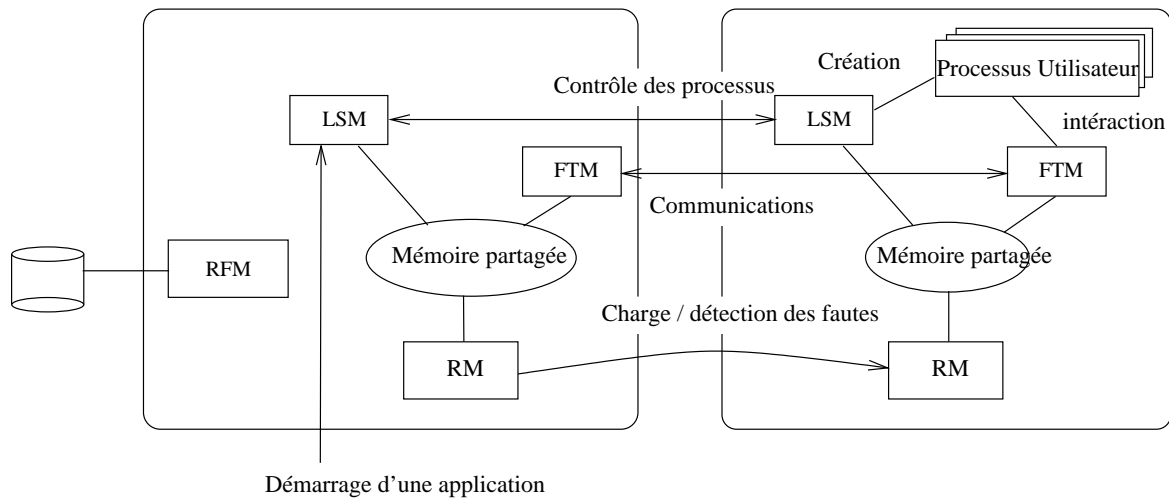 Création
Processus Utilisateur
Contrôle des processus
LSM
LSM
intéraction
FTM
FTM
Communications
Mémoire partagée
Mémoire partagée
RFM
Charge / détection des fautes
RM
RM
Démarrage d’une application